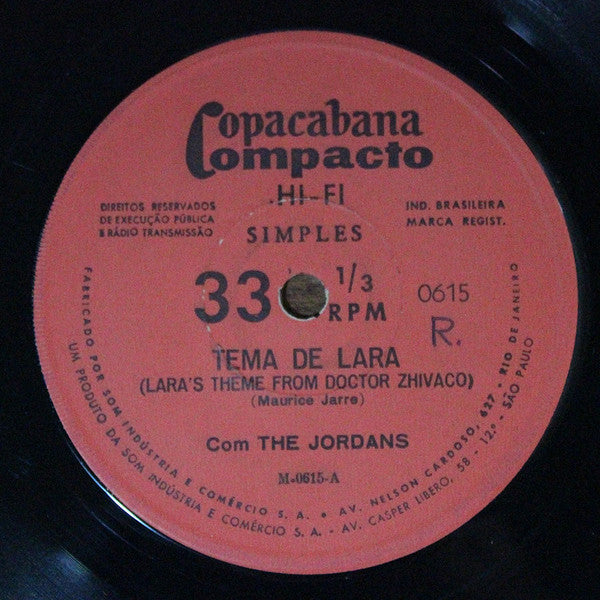 Copacabana
Compacto
HI-FI
DIREITOS RESERVADOS
DE EXECUÇÃO PÚBLICA
E RÁDIO TRANSMISSÃO
IND. BRASILEIRA
MARCA REGIST.
SIMPLES
33 1/3
RPM
0615
R.
TEMA DE LARA
(LARA'S THEME FROM DOCTOR ZHIVACO)
(Maurice Jarre)
Com THE JORDANS
M-0615-A
FABRICADO POR SOM INDÚSTRIA E COMÉRCIO S. A. • AV. NELSON CARDOSO, 627 • RIO DE JANEIRO
UM PRODUTO DA SOM INDÚSTRIA E COMÉRCIO S. A. - AV. CASPER LIBERO, 58 - 12º - SÃO PAULO